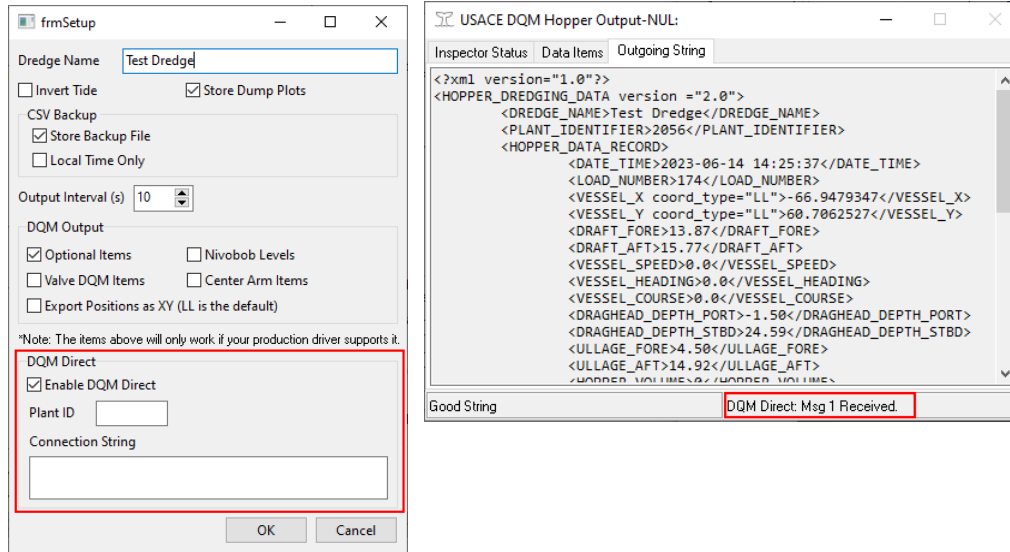 frmSetup
Dredge Name Test Dredge
Invert Tide Store Dump Plots
CSV Backup
Store Backup File
Local Time Only
Output Interval (s) 10
DQM Output
Optional Items Nivobob Levels
Valve DQM Items Center Arm Items
Export Positions as XY (LL is the default)
*Note: The items above will only work if your production driver supports it.
DQM Direct
Enable DQM Direct
Plant ID
Connection String
OK Cancel
USACE DQM Hopper Output-NUL:
Inspector Status Data Items Outgoing String
<?xml version="1.0"?>
<HOPPER_DREDGING_DATA version ="2.0">
<DREDGE_NAME>Test Dredge</DREDGE_NAME>
<PLANT_IDENTIFIER>2056</PLANT_IDENTIFIER>
<HOPPER_DATA_RECORD>
<DATE_TIME>2023-06-14 14:25:37</DATE_TIME>
<LOAD_NUMBER>174</LOAD_NUMBER>
<VESSEL_X coord_type="LL">-66.9479347</VESSEL_X>
<VESSEL_Y coord_type="LL">60.7062527</VESSEL_Y>
<DRAFT_FORE>13.87</DRAFT_FORE>
<DRAFT_AFT>15.77</DRAFT_AFT>
<VESSEL_SPEED>0.0</VESSEL_SPEED>
<VESSEL_HEADING>0.0</VESSEL_HEADING>
<VESSEL_COURSE>0.0</VESSEL_COURSE>
<DRAGHEAD_DEPTH_PORT>-1.50</DRAGHEAD_DEPTH_PORT>
<DRAGHEAD_DEPTH_STBD>24.59</DRAGHEAD_DEPTH_STBD>
<ULLAGE_FORE>4.50</ULLAGE_FORE>
<ULLAGE_AFT>14.92</ULLAGE_AFT>
<HOPPER_VOLUME>0</HOPPER_VOLUME>
Good String DQM Direct: Msg 1 Received.